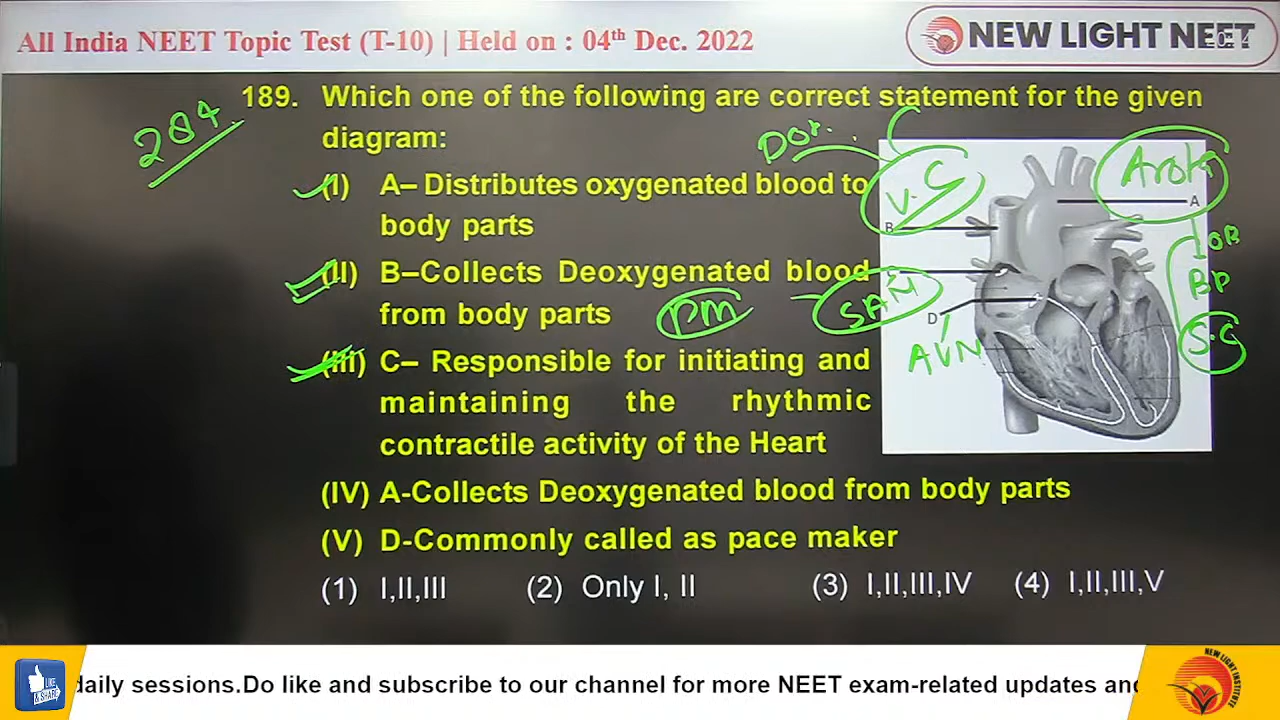 All India NEET Topic Test (T-10) | Held on : 04th Dec. 2022
NEW LIGHT NEET
284
189. Which one of the following are correct statement for the given
diagram:
(I) A– Distributes oxygenated blood to
body parts
(II) B–Collects Deoxygenated blood
from body parts
(III) C– Responsible for initiating and
maintaining the rhythmic
contractile activity of the Heart
(IV) A-Collects Deoxygenated blood from body parts
(V) D-Commonly called as pace maker
(1) I,II,III (2) Only I, II (3) I,II,III,IV (4) I,II,III,V
V.C
A
B
D
SAN
AVN
PM
BP
S.C
LIKE
& SHARE
daily sessions.Do like and subscribe to our channel for more NEET exam-related updates and
NEW LIGHT INSTITUTE